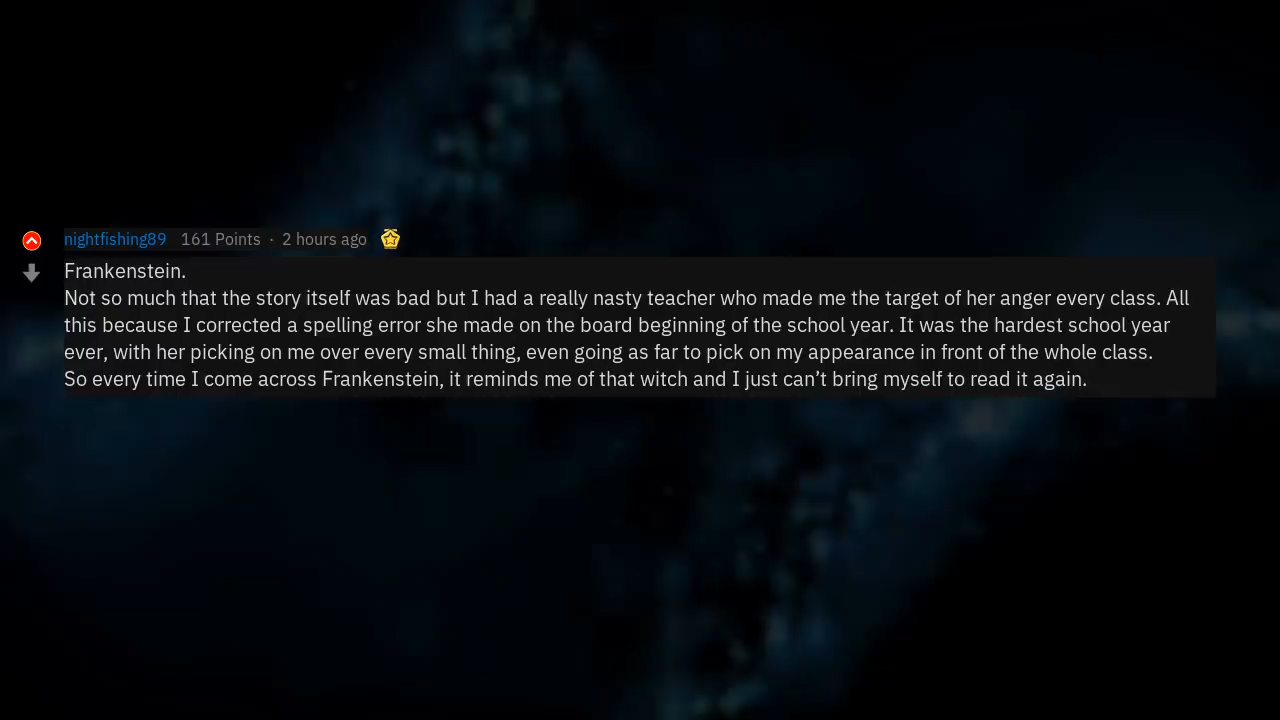 nightfishing89 161 Points · 2 hours ago
Frankenstein.
Not so much that the story itself was bad but I had a really nasty teacher who made me the target of her anger every class. All
this because I corrected a spelling error she made on the board beginning of the school year. It was the hardest school year
ever, with her picking on me over every small thing, even going as far to pick on my appearance in front of the whole class.
So every time I come across Frankenstein, it reminds me of that witch and I just can’t bring myself to read it again.